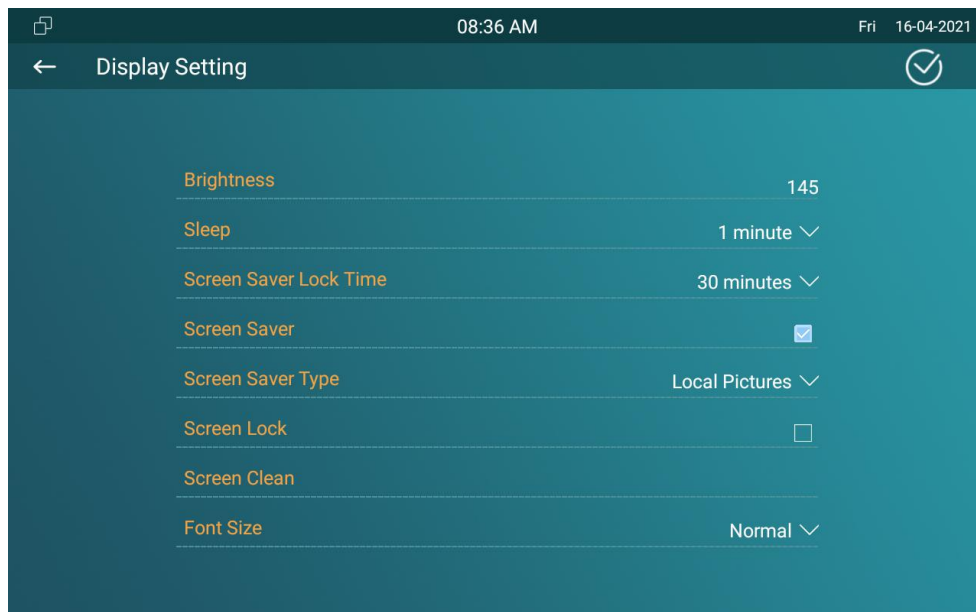 08:36 AM Fri 16-04-2021
Display Setting
Brightness 145
Sleep 1 minute
Screen Saver Lock Time 30 minutes
Screen Saver
Screen Saver Type Local Pictures
Screen Lock
Screen Clean
Font Size Normal